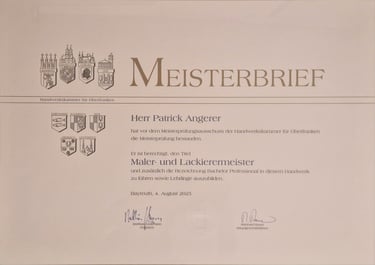 MEISTERBRIEF
Handwerkskammer für Oberfranken
Herr Patrick Angerer
hat vor dem Meisterprüfungsausschuss der Handwerkskammer für Oberfranken
die Meisterprüfung bestanden.
Er ist berechtigt, den Titel
Maler- und Lackierermeister
und zusätzlich die Bezeichnung Bachelor Professional in diesem Handwerk
zu führen sowie Lehrlinge auszubilden.
Bayreuth, 4. August 2023